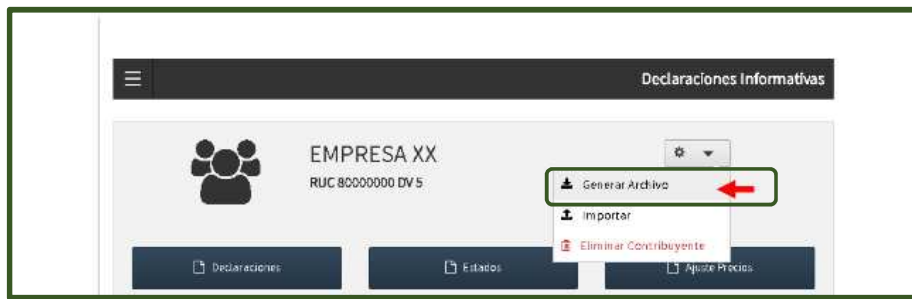 Declaraciones Informativas
EMPRESA XX
RUC 80000000 DV 5
Generar Archivo
Importar
Eliminar Contribuyente
Declaraciones
Estados
Ajuste Precios